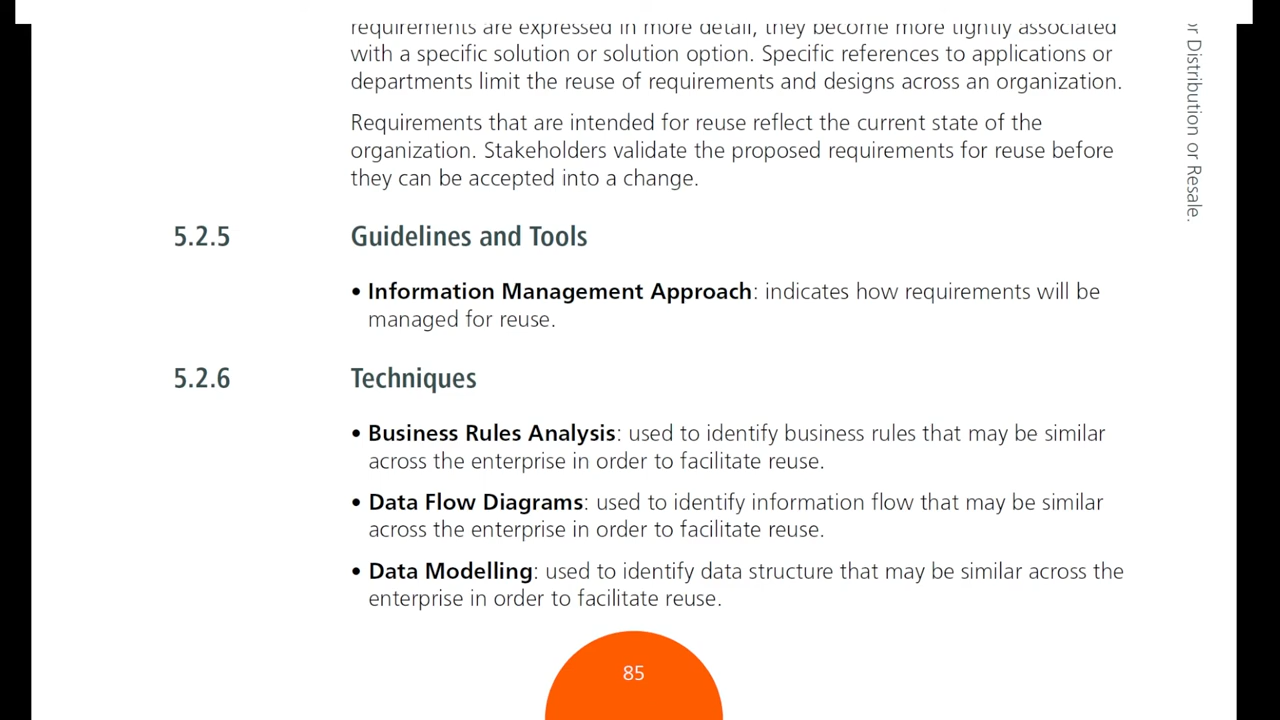 requirements are expressed in more detail, they become more tightly associated
with a specific solution or solution option. Specific references to applications or
departments limit the reuse of requirements and designs across an organization.
Requirements that are intended for reuse reflect the current state of the
organization. Stakeholders validate the proposed requirements for reuse before
they can be accepted into a change.
or Distribution or Resale.
5.2.5 Guidelines and Tools
• Information Management Approach: indicates how requirements will be
managed for reuse.
5.2.6 Techniques
• Business Rules Analysis: used to identify business rules that may be similar
across the enterprise in order to facilitate reuse.
• Data Flow Diagrams: used to identify information flow that may be similar
across the enterprise in order to facilitate reuse.
• Data Modelling: used to identify data structure that may be similar across the
enterprise in order to facilitate reuse.
85